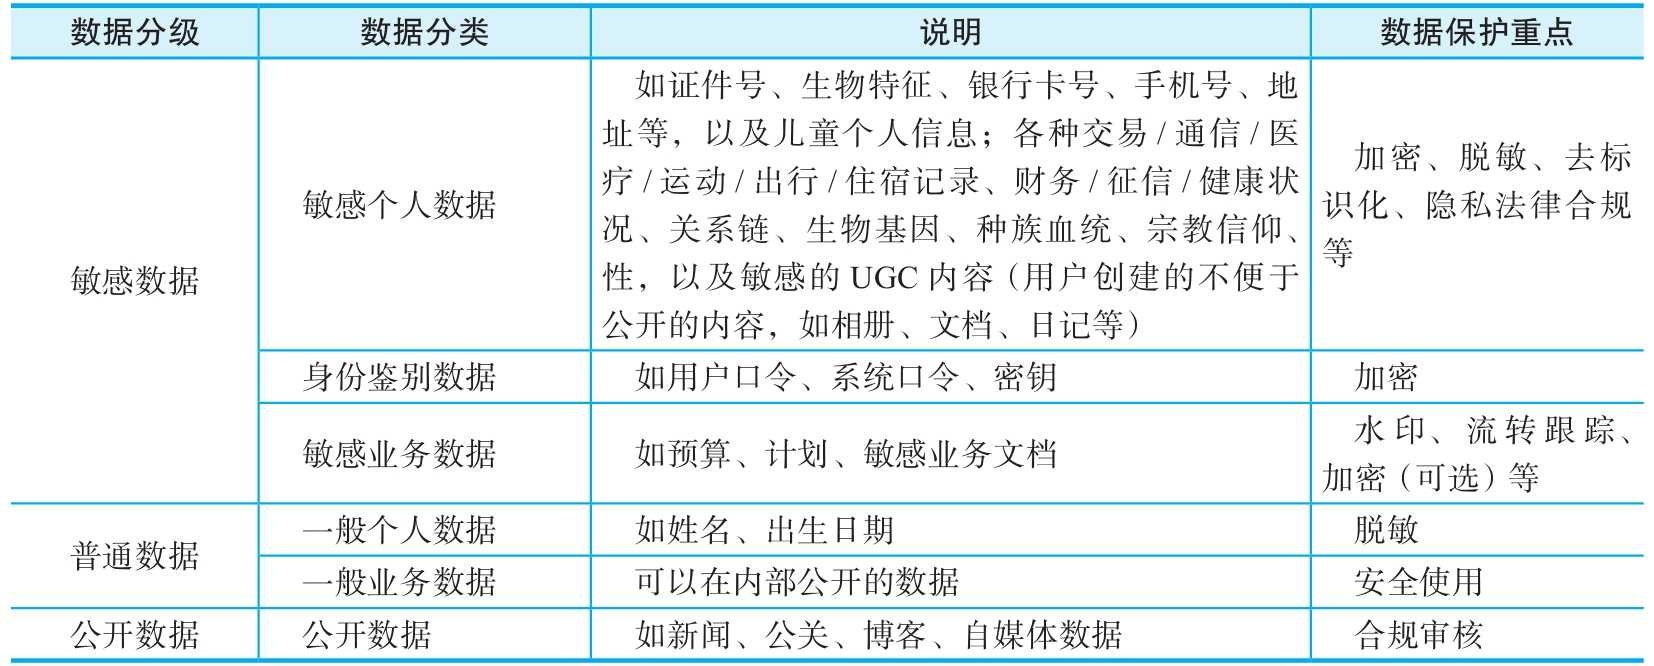 数据分级 数据分类 说明 数据保护重点
敏感数据
敏感个人数据
如证件号、生物特征、银行卡号、手机号、地
址等，以及儿童个人信息；各种交易/通信/医
疗/运动/出行/住宿记录、财务/征信/健康状
况、关系链、生物基因、种族血统、宗教信仰、
性，以及敏感的UGC内容（用户创建的不便于
公开的内容，如相册、文档、日记等）
加密、脱敏、去标
识化、隐私法律合规
等
身份鉴别数据 如用户口令、系统口令、密钥 加密
敏感业务数据 如预算、计划、敏感业务文档
水印、流转跟踪、
加密（可选）等
普通数据
一般个人数据 如姓名、出生日期 脱敏
一般业务数据 可以在内部公开的数据 安全使用
公开数据 公开数据 如新闻、公关、博客、自媒体数据 合规审核